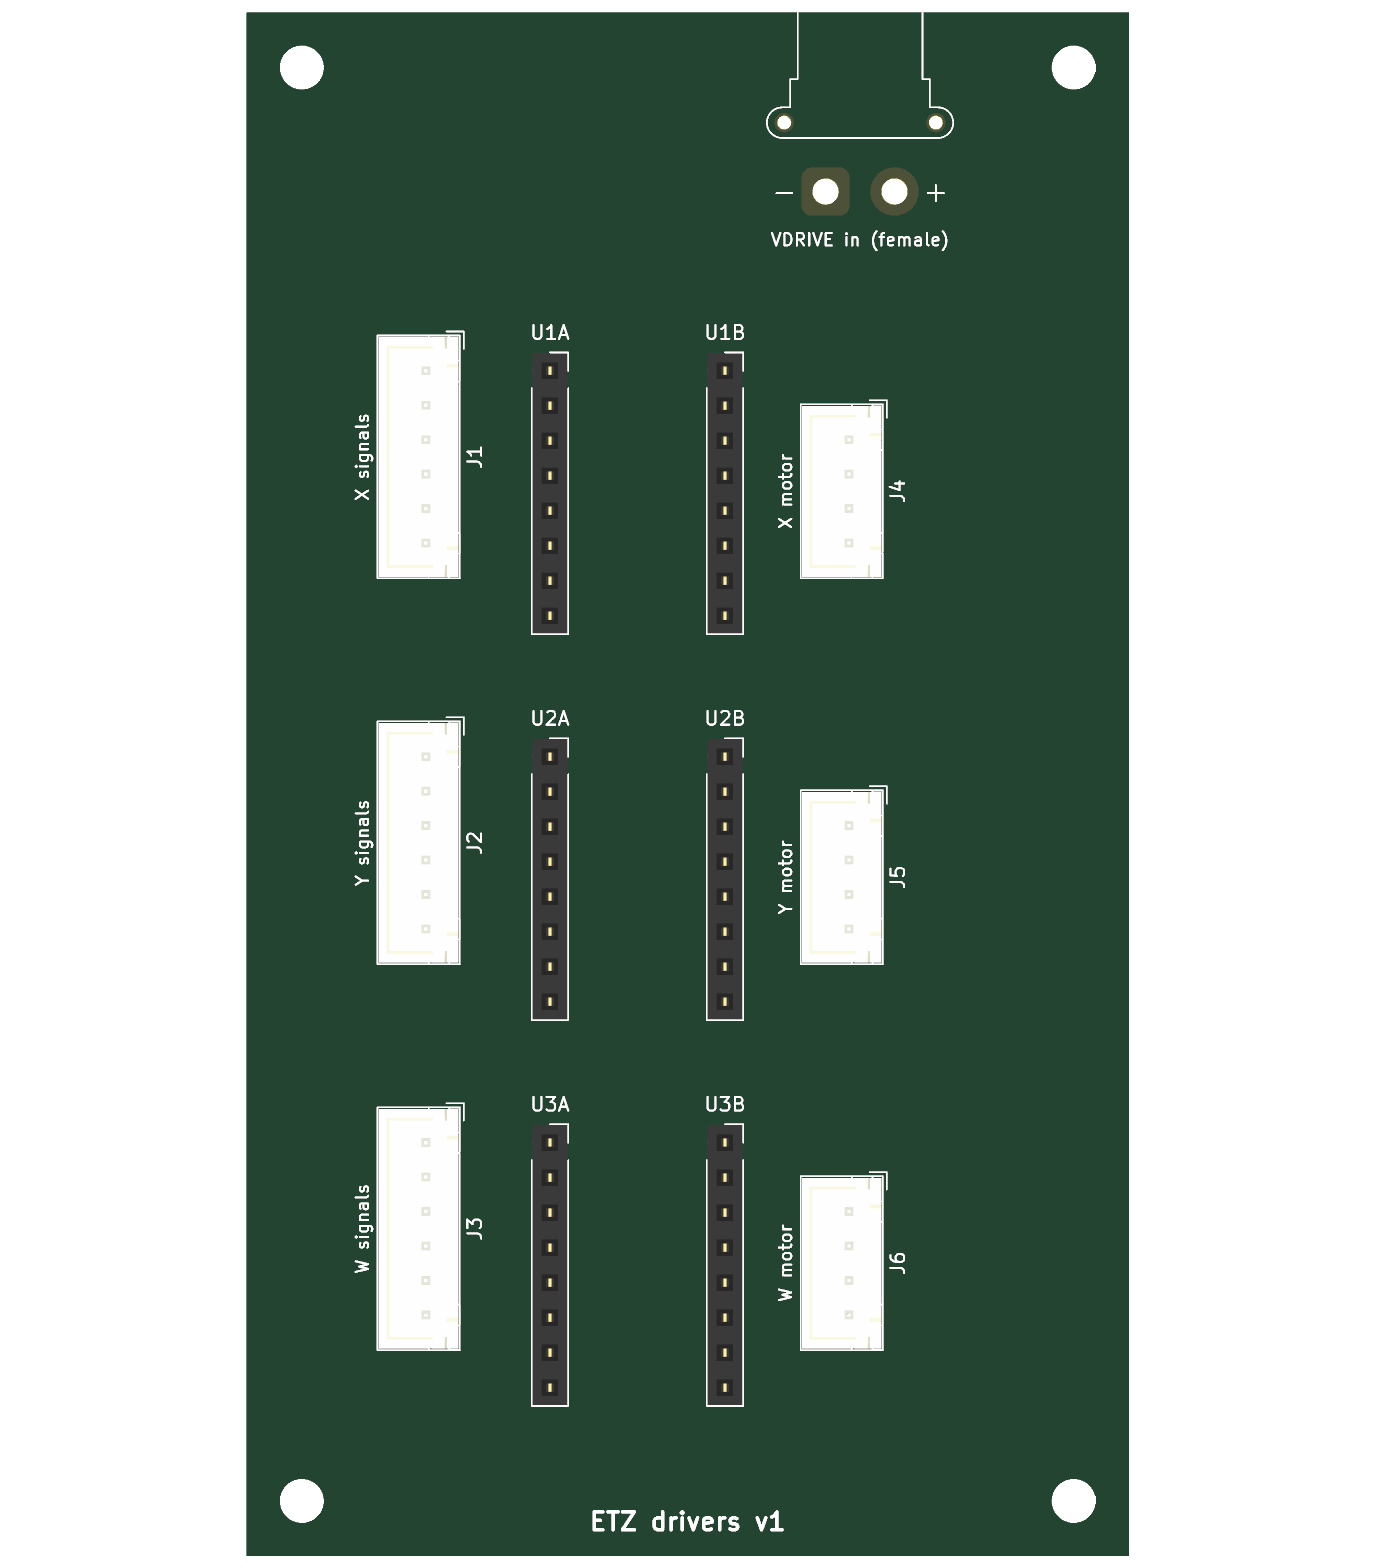 − +
VDRIVE in (female)
U1A
U1B
X signals
J1
X motor
J4
U2A
U2B
Y signals
J2
Y motor
J5
U3A
U3B
W signals
J3
W motor
J6
ETZ drivers v1